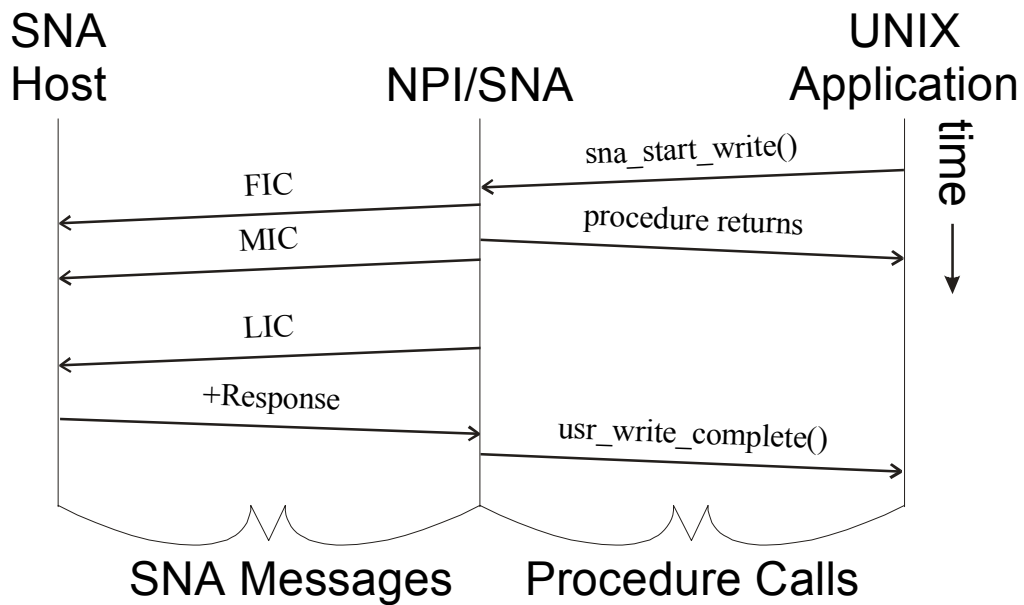 SNA
Host
NPI/SNA
UNIX
Application
time
sna_start_write()
FIC
procedure returns
MIC
LIC
+Response
usr_write_complete()
SNA Messages
Procedure Calls